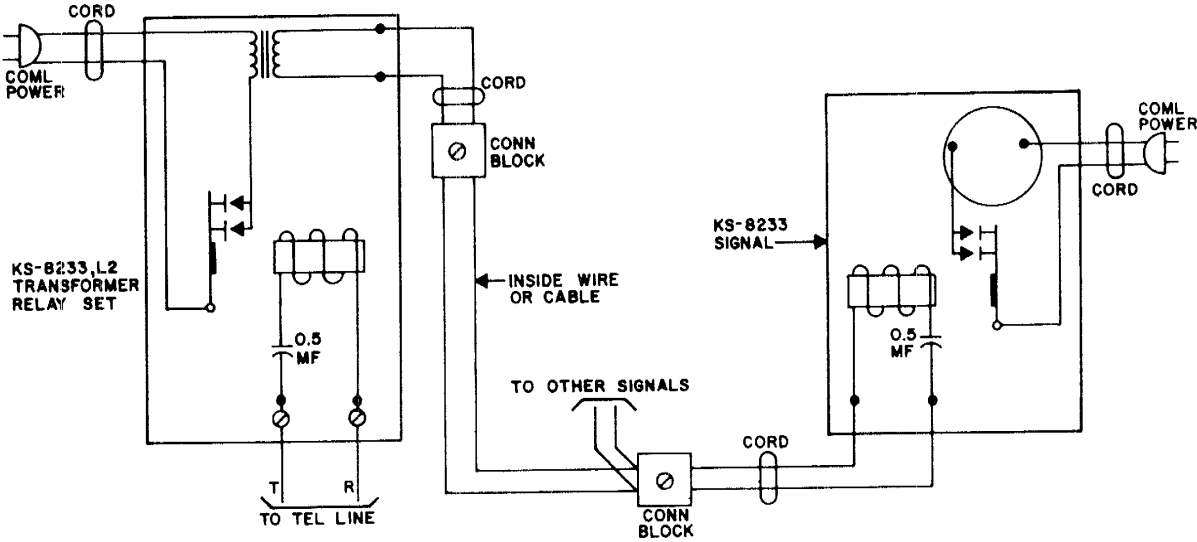 CORD
COML
POWER
CORD
CONN
BLOCK
COML
POWER
CORD
KS-8233
SIGNAL
KS-8233,L2
TRANSFORMER
RELAY SET
INSIDE WIRE
OR CABLE
0.5
MF
0.5
MF
TO OTHER SIGNALS
CORD
T R
TO TEL LINE
CONN
BLOCK